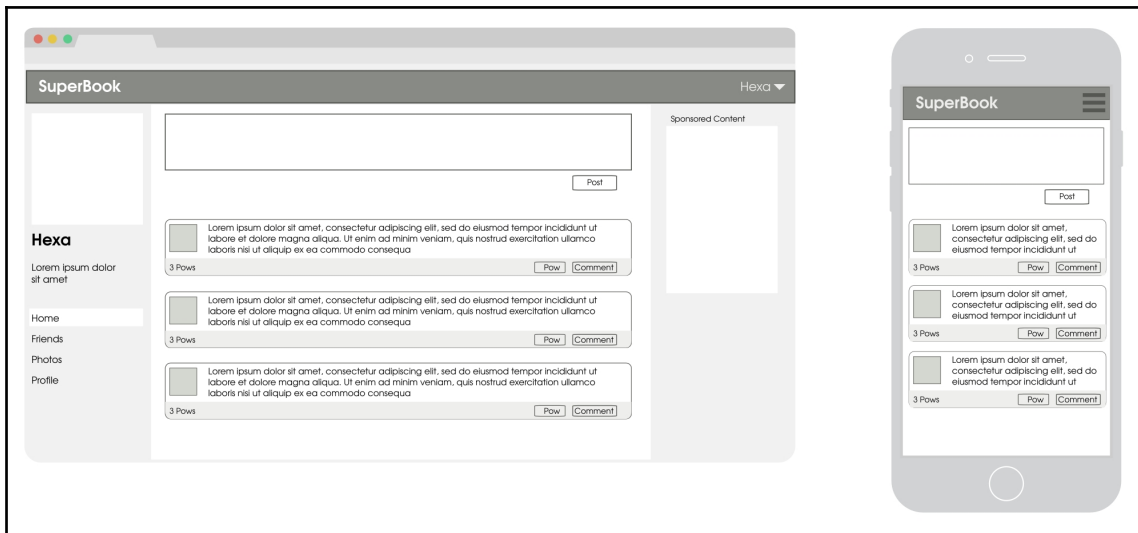 SuperBook
Hexa
Hexa
Lorem ipsum dolor
sit amet
Home
Friends
Photos
Profile
Post
Lorem ipsum dolor sit amet, consectetur adipiscing elit, sed do eiusmod tempor incididunt ut
labore et dolore magna aliqua. Ut enim ad minim veniam, quis nostrud exercitation ullamco
laboris nisi ut aliquip ex ea commodo consequa
3 Pows
Pow
Comment
Lorem ipsum dolor sit amet, consectetur adipiscing elit, sed do eiusmod tempor incididunt ut
labore et dolore magna aliqua. Ut enim ad minim veniam, quis nostrud exercitation ullamco
laboris nisi ut aliquip ex ea commodo consequa
3 Pows
Pow
Comment
Lorem ipsum dolor sit amet, consectetur adipiscing elit, sed do eiusmod tempor incididunt ut
labore et dolore magna aliqua. Ut enim ad minim veniam, quis nostrud exercitation ullamco
laboris nisi ut aliquip ex ea commodo consequa
3 Pows
Pow
Comment
Sponsored Content
SuperBook
Post
Lorem ipsum dolor sit amet,
consectetur adipiscing elit, sed do
eiusmod tempor incididunt ut
3 Pows
Pow
Comment
Lorem ipsum dolor sit amet,
consectetur adipiscing elit, sed do
eiusmod tempor incididunt ut
3 Pows
Pow
Comment
Lorem ipsum dolor sit amet,
consectetur adipiscing elit, sed do
eiusmod tempor incididunt ut
3 Pows
Pow
Comment